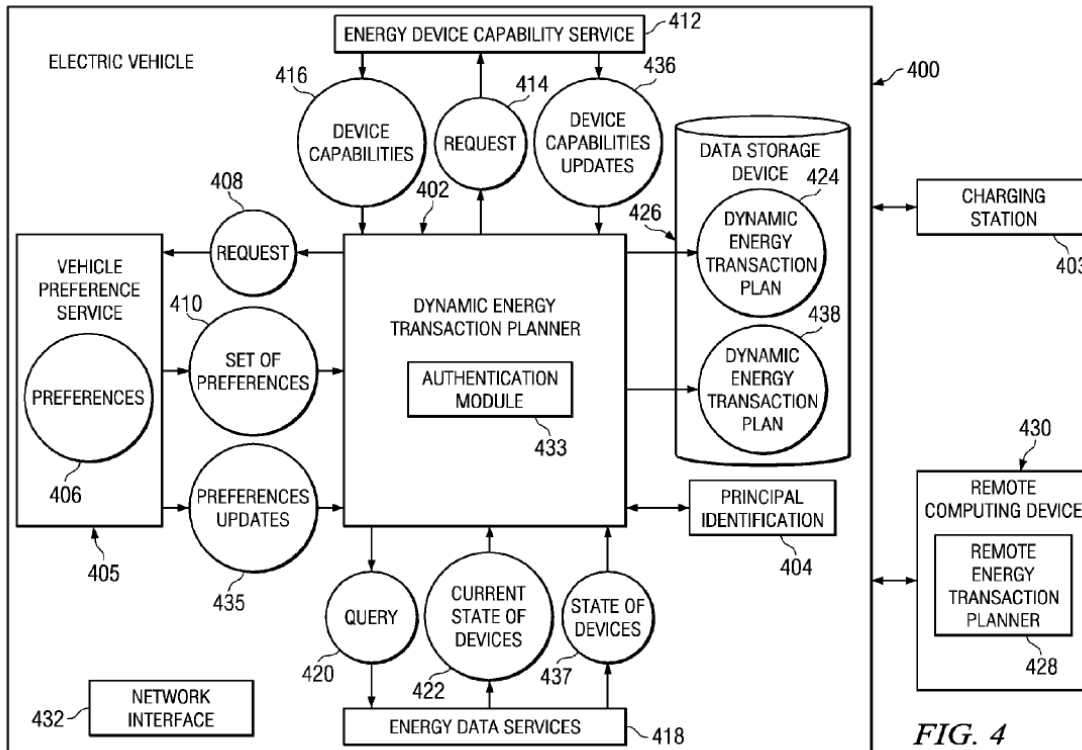 ENERGY DEVICE CAPABILITY SERVICE
412
ELECTRIC VEHICLE
416
414
436
400
DEVICE
CAPABILITIES
REQUEST
DEVICE
CAPABILITIES
UPDATES
DATA STORAGE
DEVICE
424
408
402
426
DYNAMIC
ENERGY
TRANSACTION
PLAN
CHARGING
STATION
403
REQUEST
VEHICLE
PREFERENCE
SERVICE
410
DYNAMIC ENERGY
TRANSACTION PLANNER
438
SET OF
PREFERENCES
PREFERENCES
AUTHENTICATION
MODULE
433
DYNAMIC
ENERGY
TRANSACTION
PLAN
406
430
PREFERENCES
UPDATES
PRINCIPAL
IDENTIFICATION
404
REMOTE
COMPUTING DEVICE
405
435
REMOTE
ENERGY
TRANSACTION
PLANNER
428
QUERY
CURRENT
STATE OF
DEVICES
STATE OF
DEVICES
420
422
437
432
NETWORK
INTERFACE
ENERGY DATA SERVICES
418
FIG. 4